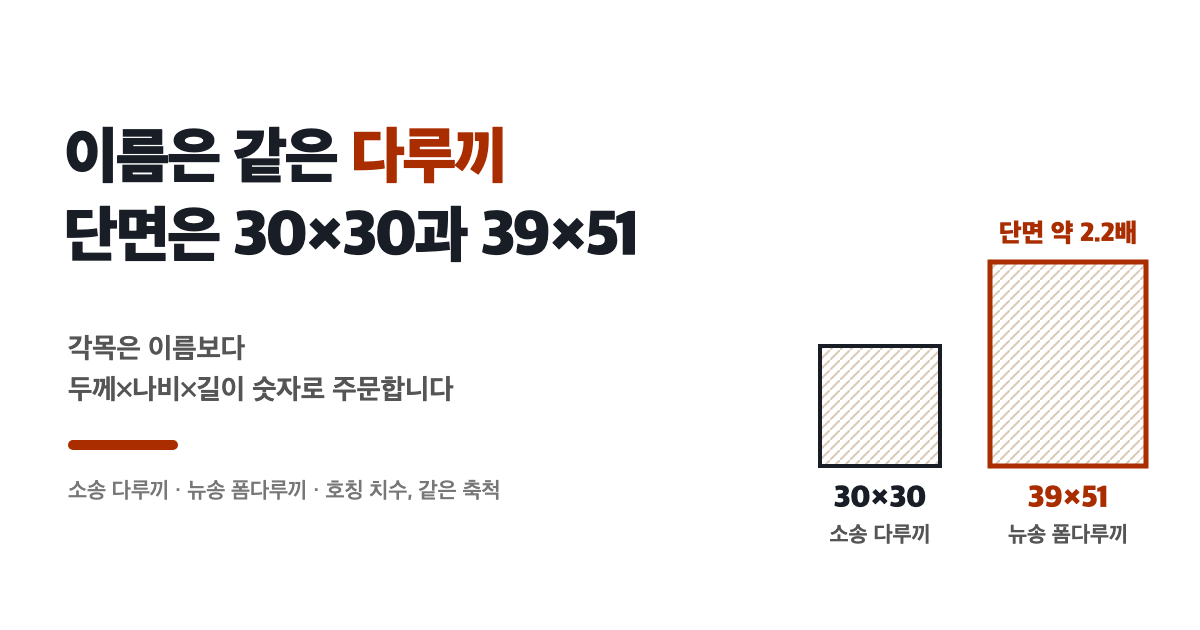 이름은 같은 다루끼
단면은 30×30과 39×51
각목은 이름보다
두께×나비×길이 숫자로 주문합니다
소송 다루끼 · 뉴송 폼다루끼 · 호칭 치수, 같은 축척
단면 약 2.2배
30×30
소송 다루끼
39×51
뉴송 폼다루끼